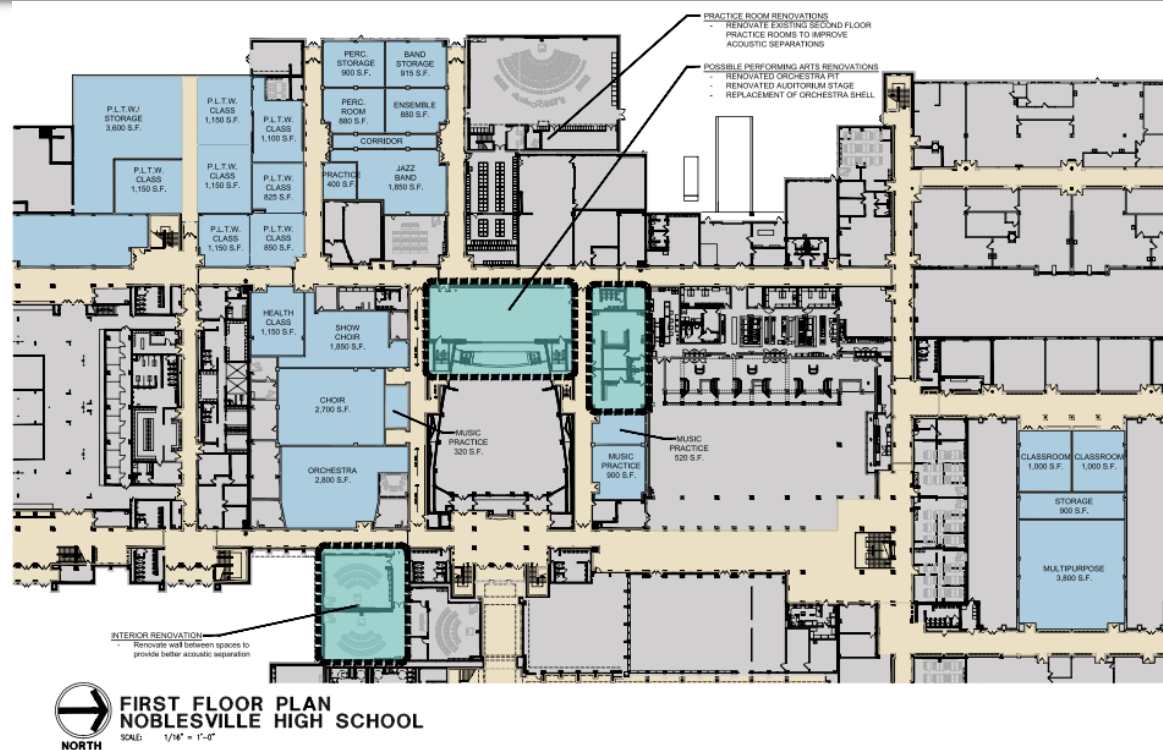 PRACTICE ROOM RENOVATIONS
- RENOVATE EXISTING SECOND FLOOR
PRACTICE ROOMS TO IMPROVE
ACOUSTIC SEPARATIONS
POSSIBLE PERFORMING ARTS RENOVATIONS
- RENOVATED ORCHESTRA PIT
- RENOVATED AUDITORIUM STAGE
- REPLACEMENT OF ORCHESTRA SHELL
PERC.
STORAGE
900 S.F.
BAND
STORAGE
915 S.F.
P.L.T.W./
STORAGE
3,600 S.F.
P.L.T.W.
CLASS
1,150 S.F.
P.L.T.W.
CLASS
1,100 S.F.
PERC.
ROOM
880 S.F.
ENSEMBLE
880 S.F.
CORRIDOR
P.L.T.W.
CLASS
1,150 S.F.
P.L.T.W.
CLASS
1,150 S.F.
P.L.T.W.
CLASS
825 S.F.
PRACTICE
400 S.F.
JAZZ
BAND
1,850 S.F.
P.L.T.W.
CLASS
1,150 S.F.
P.L.T.W.
CLASS
850 S.F.
HEALTH
CLASS
1,150 S.F.
SHOW
CHOIR
1,850 S.F.
CHOIR
2,700 S.F.
MUSIC
PRACTICE
320 S.F.
MUSIC
PRACTICE
520 S.F.
MUSIC
PRACTICE
900 S.F.
ORCHESTRA
2,800 S.F.
CLASSROOM
1,000 S.F.
CLASSROOM
1,000 S.F.
STORAGE
900 S.F.
MULTIPURPOSE
3,800 S.F.
INTERIOR RENOVATION
- Renovate wall between spaces to
provide better acoustic separation
FIRST FLOOR PLAN
NOBLESVILLE HIGH SCHOOL
SCALE: 1/16" = 1'-0"
NORTH